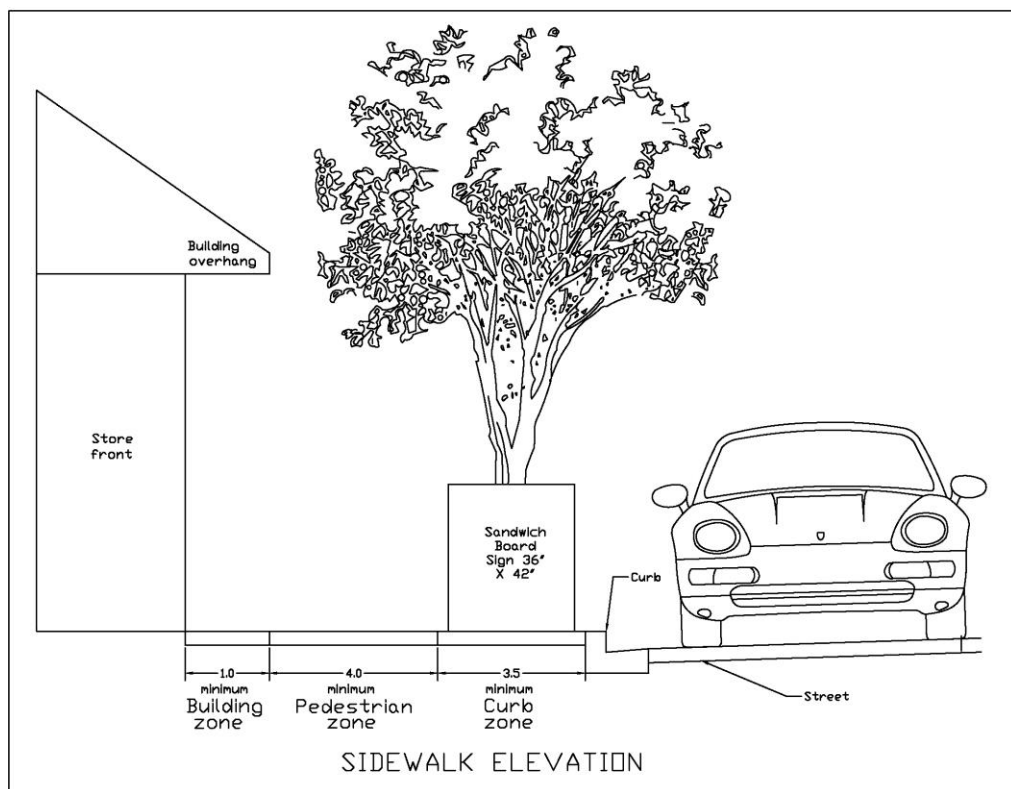 Building
overhang
Store
front
Sandwich
Board
Sign 36"
X 42"
Curb
1.0
minimum
Building
zone
4.0
minimum
Pedestrian
zone
3.5
minimum
Curb
zone
Street
SIDEWALK ELEVATION